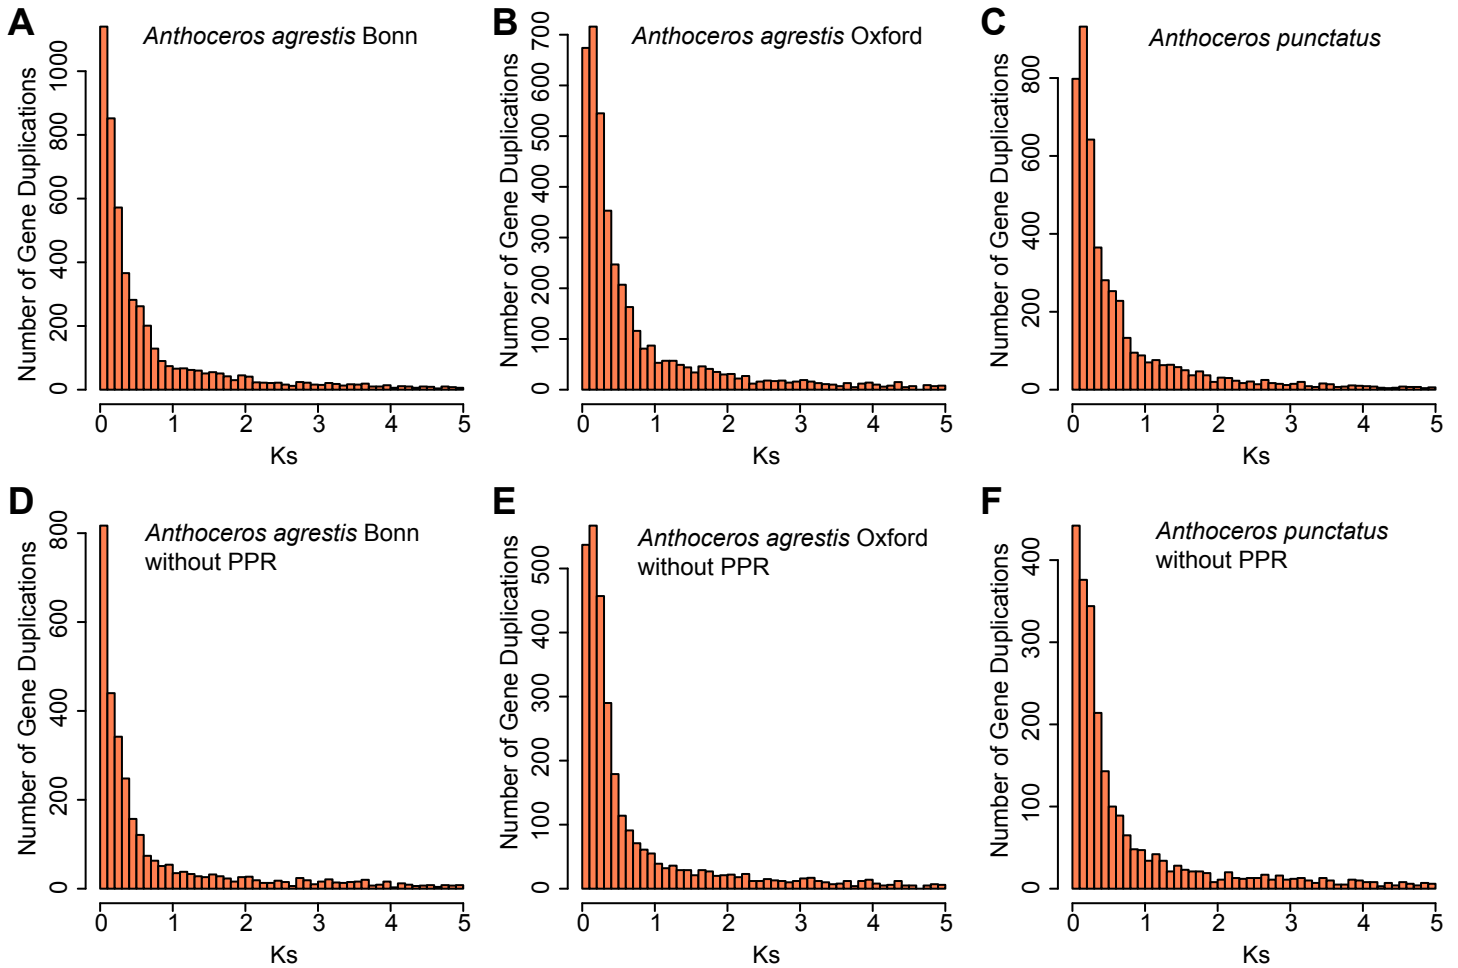 A
Anthoceros agrestis Bonn
Number of Gene Duplications
0 200 400 600 800 1000
0 1 2 3 4 5
Ks
B
Anthoceros agrestis Oxford
Number of Gene Duplications
0 100 200 300 400 500 600 700
0 1 2 3 4 5
Ks
C
Anthoceros punctatus
Number of Gene Duplications
0 200 400 600 800
0 1 2 3 4 5
Ks
D
Anthoceros agrestis Bonn
without PPR
Number of Gene Duplications
0 200 400 600 800
0 1 2 3 4 5
Ks
E
Anthoceros agrestis Oxford
without PPR
Number of Gene Duplications
0 100 200 300 400 500
0 1 2 3 4 5
Ks
F
Anthoceros punctatus
without PPR
Number of Gene Duplications
0 100 200 300 400
0 1 2 3 4 5
Ks